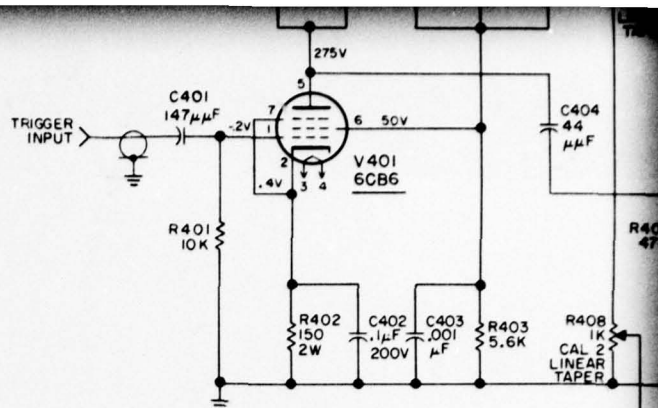 275V
5
C401
147µµF
TRIGGER
INPUT
7
-.2V
1
6
50V
C404
44
µµF
2
V401
6CB6
3
4
.4V
R401
10K
R402
150
2W
C402
.1µF
200V
C403
.001
µF
R403
5.6K
R408
1K
CAL 2
LINEAR
TAPER